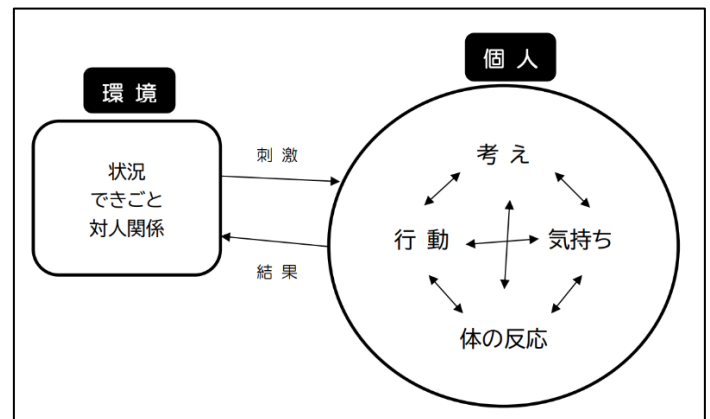 個人
環境
状況
できごと
対人関係
刺激
結果
考え
行動
気持ち
体の反応